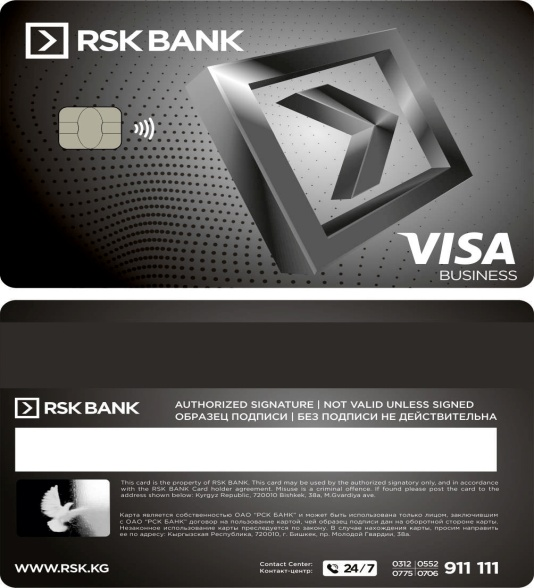 RSK BANK
VISA
BUSINESS
RSK BANK
AUTHORIZED SIGNATURE | NOT VALID UNLESS SIGNED
ОБРАЗЕЦ ПОДПИСИ | БЕЗ ПОДПИСИ НЕ ДЕЙСТВИТЕЛЬНА
This card is the property of RSK BANK. This card may be used by the authorized signatory only, and in accordance
with the RSK BANK Card holder agreement. Misuse is a criminal offence. If found please post the card to the
address shown below: Kyrgyz Republic, 720010 Bishkek, 38a, M.Gvardiya ave.
Карта является собственностью ОАО "РСК БАНК" и может быть использована только лицом, заключившим
с ОАО "РСК БАНК" договор на пользование картой, чей образец подписи дан на оборотной стороне карты.
Незаконное использование карты преследуется по закону. В случае нахождения карты, просим направить
ее по адресу: Кыргызская Республика, 720010, г. Бишкек, пр. Молодой Гвардии, 38а.
WWW.RSK.KG
Contact Center:
Контакт-центр:
24/7
0312 | 0552
0775 | 0706
911 111